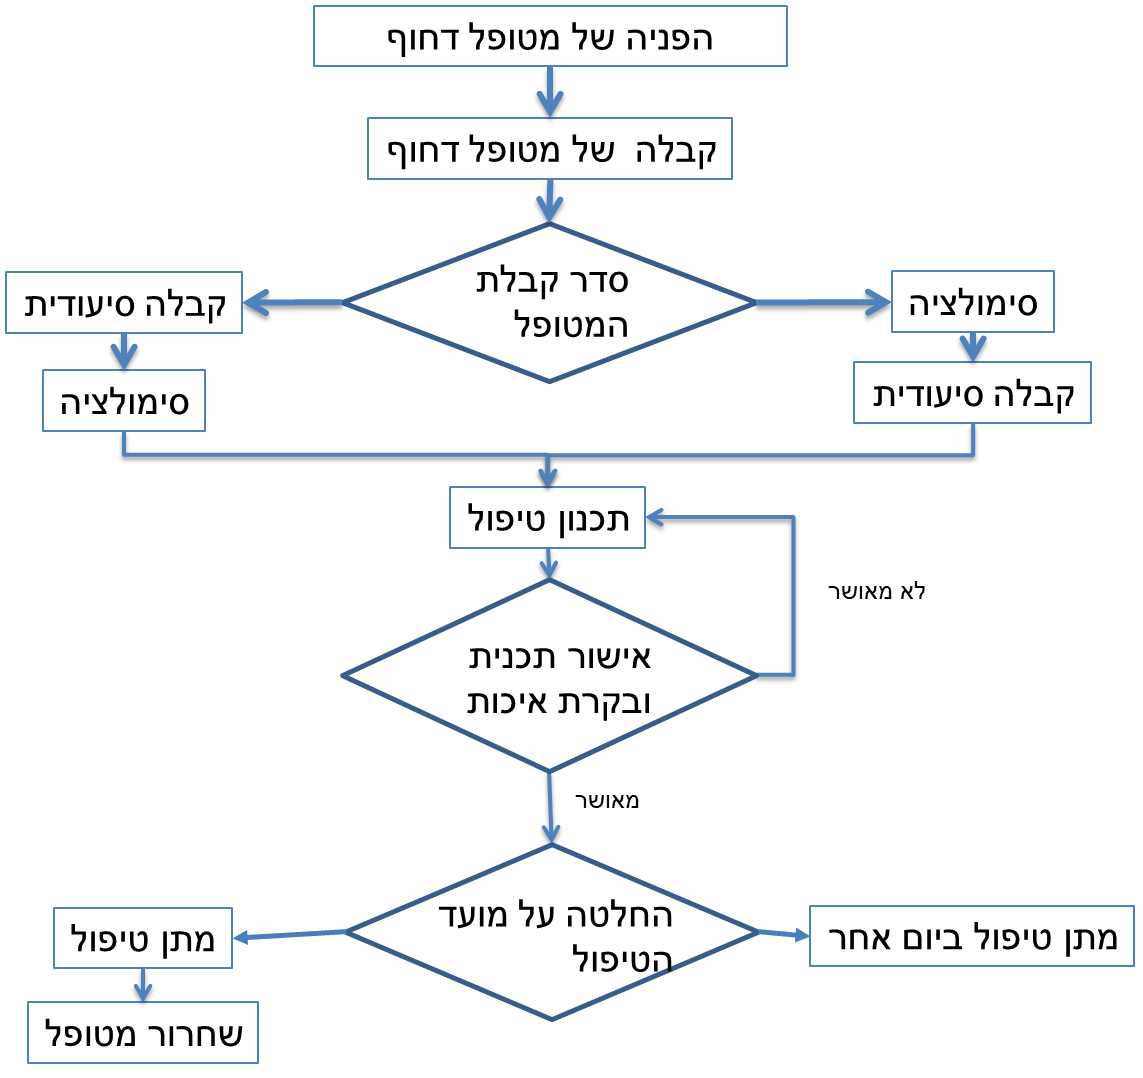 הפניה של מטופל דחוף
קבלה של מטופל דחוף
סדר קבלת
המטופל
סימולציה
קבלה סיעודית
קבלה סיעודית
סימולציה
תכנון טיפול
לא מאושר
אישור תכנית
ובקרת איכות
מאושר
החלטה על מועד
הטיפול
מתן טיפול ביום אחר
מתן טיפול
שחרור מטופל